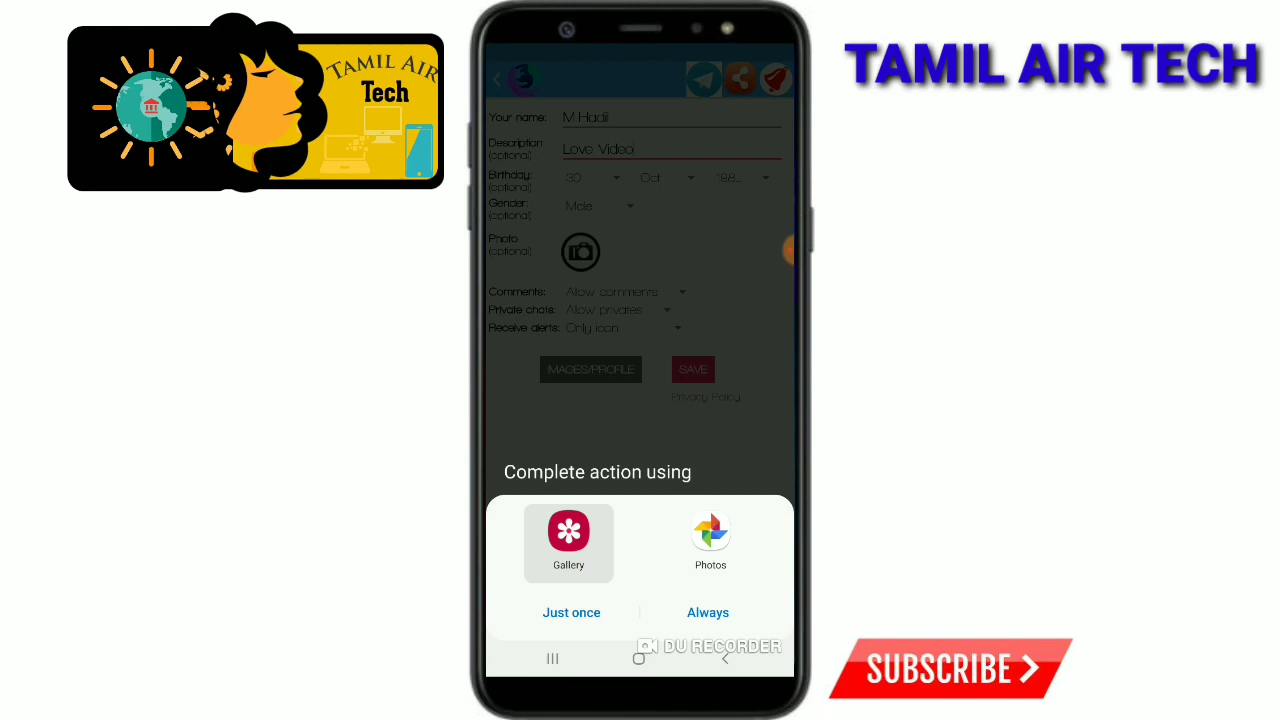 TAMIL AIR
Tech
TAMIL AIR TECH
Your name: M Hadil
Description: Love Video
(optional)
Birthday: 30 Oct 198...
(optional)
Gender: Male
(optional)
Photo
(optional)
Comments: Allow comments
Private chats: Allow privates
Receive alerts: Only icon
IMAGES/PROFILE SAVE
Privacy Policy
Complete action using
Gallery Photos
Just once Always
DU RECORDER
SUBSCRIBE